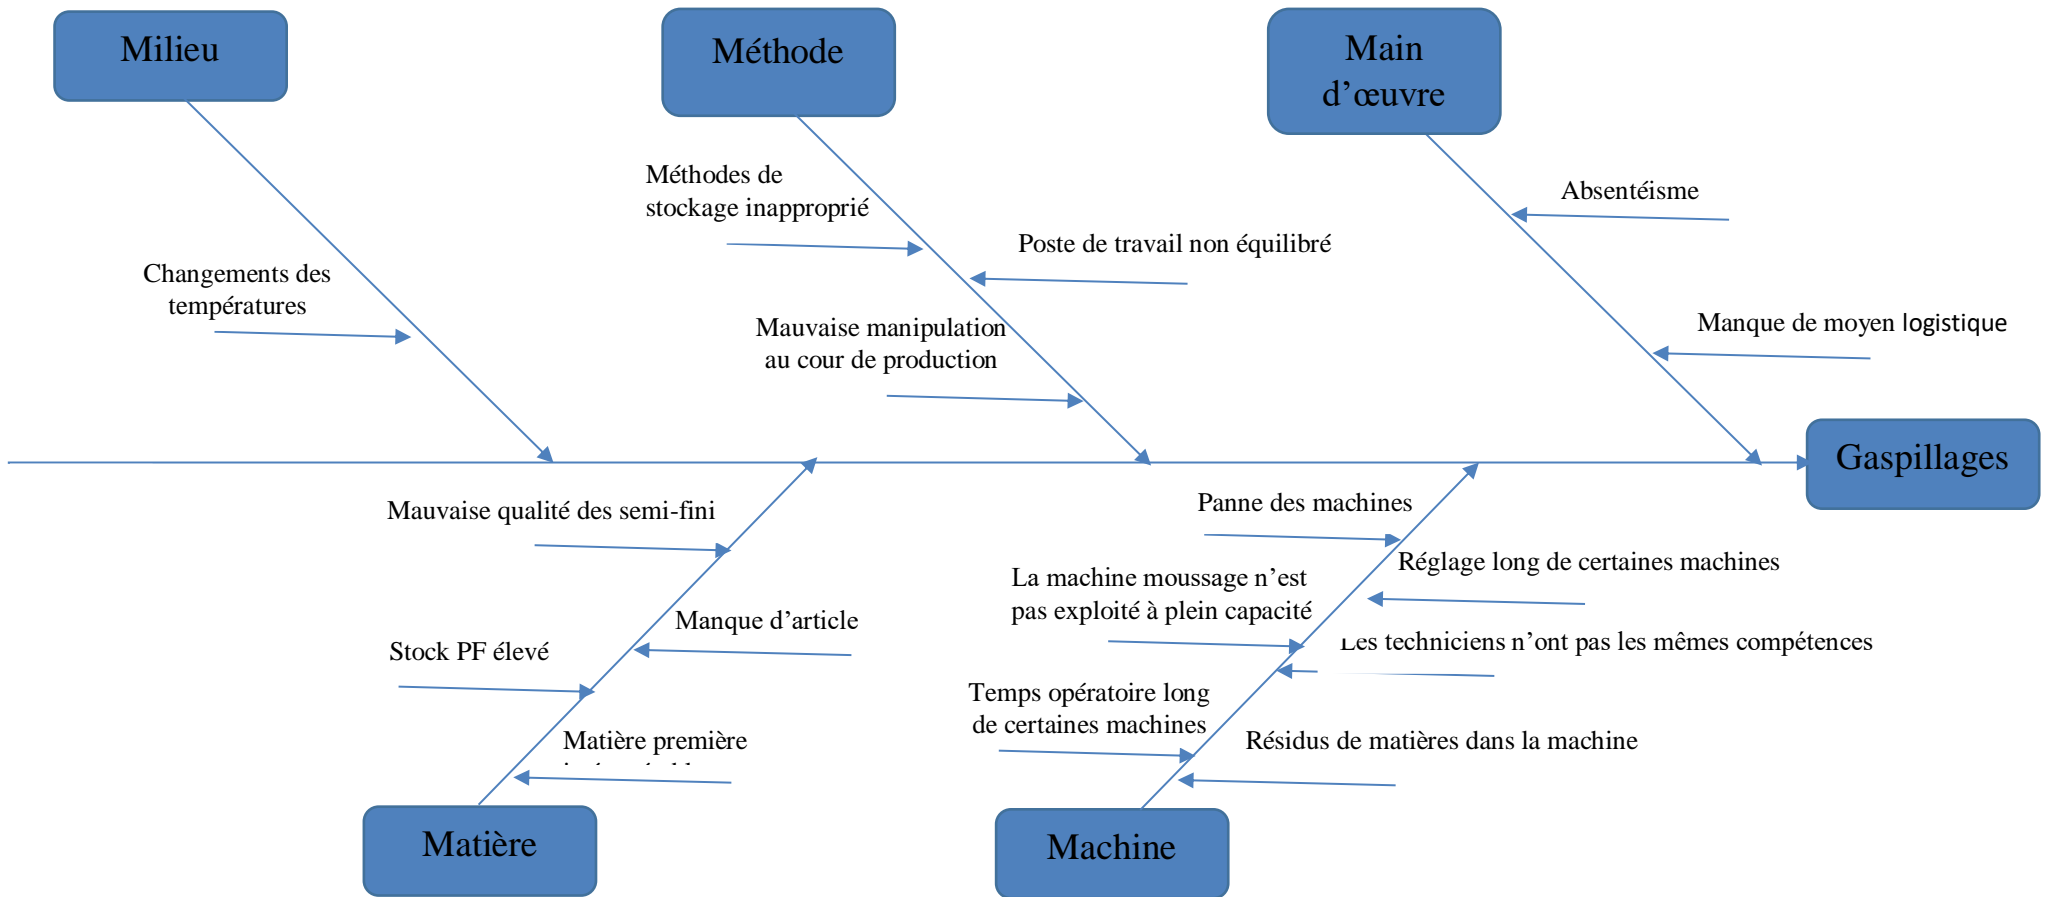 Milieu
Méthode
Main
d’œuvre
Méthodes de
stockage inapproprié
Absentéisme
Poste de travail non équilibré
Changements des
températures
Mauvaise manipulation
au cour de production
Manque de moyen logistique
Gaspillages
Mauvaise qualité des semi-fini
Panne des machines
Réglage long de certaines machines
La machine moussage n’est
pas exploité à plein capacité
Manque d’article
Stock PF élevé
Les techniciens n’ont pas les mêmes compétences
Temps opératoire long
de certaines machines
Matière première
Résidus de matières dans la machine
Matière
Machine